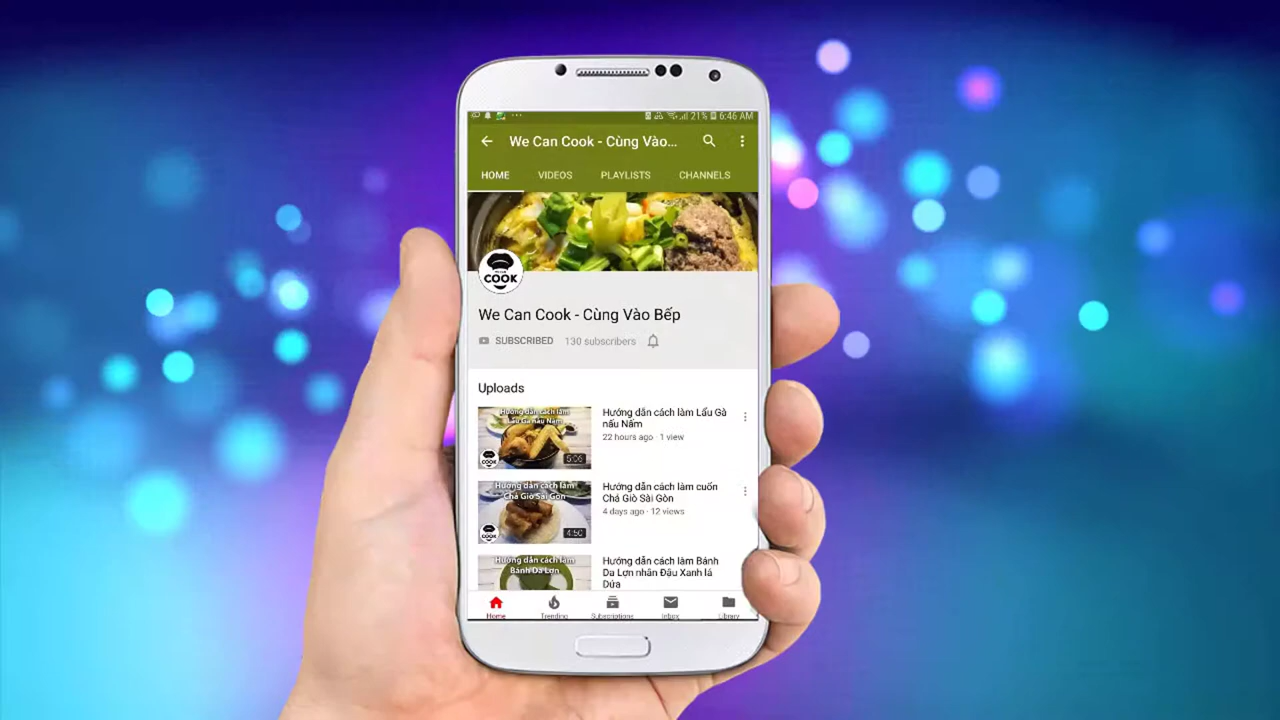 21% 6:46 AM
We Can Cook - Cùng Vào...
HOME VIDEOS PLAYLISTS CHANNELS
COOK
We Can Cook - Cùng Vào Bếp
SUBSCRIBED 130 subscribers
Uploads
Hướng dẫn cách làm
Lẩu Gà nấu Nấm
COOK
5:06
Hướng dẫn cách làm Lẩu Gà
nấu Nấm
22 hours ago · 1 view
Hướng dẫn cách làm
Chả Giò Sài Gòn
COOK
4:50
Hướng dẫn cách làm cuốn
Chả Giò Sài Gòn
4 days ago · 12 views
Hướng dẫn cách làm
Bánh Da Lợn
Hướng dẫn cách làm Bánh
Da Lợn nhân Đậu Xanh lá
Dứa
Home Trending Subscriptions Inbox Library